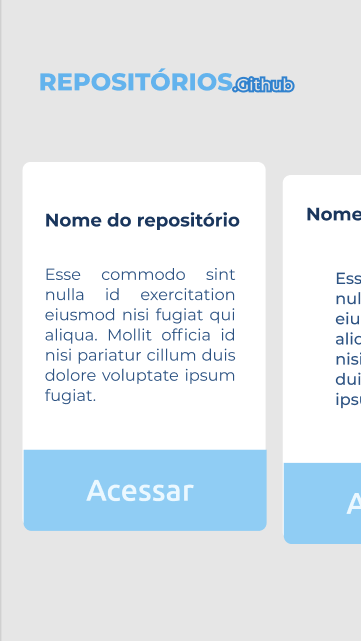 REPOSITÓRIOS.Github
Nome do repositório
Esse commodo sint
nulla id exercitation
eiusmod nisi fugiat qui
aliqua. Mollit officia id
nisi pariatur cillum duis
dolore voluptate ipsum
fugiat.
Acessar
Nome
Ess
nul
eiu
aliq
nisi
dui
ips
A